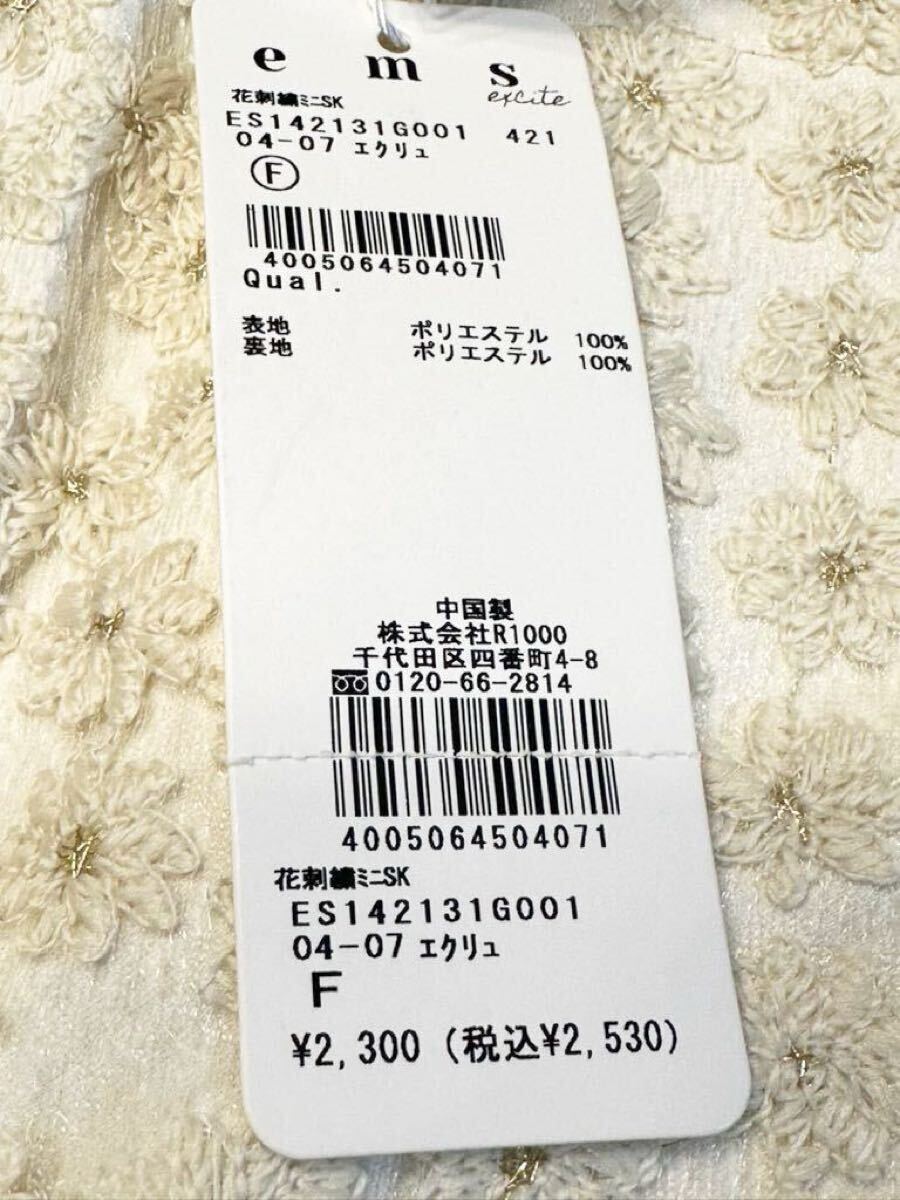 e m s
excite
花刺繍ミニSK
ES142131G001 421
04-07 エクリュ
F
4005064504071
Qual.
表地 ポリエステル 100%
裏地 ポリエステル 100%
中国製
株式会社R1000
千代田区四番町4-8
0120-66-2814
4005064504071
花刺繍ミニSK
ES142131G001
04-07 エクリュ
F
¥2,300 (税込¥2,530)